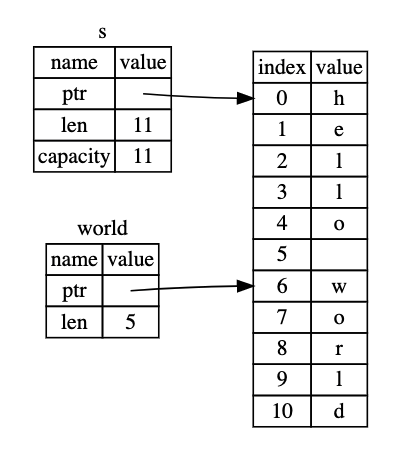 s
name value
ptr
len 11
capacity 11
world
name value
ptr
len 5
index value
0 h
1 e
2 l
3 l
4 o
5
6 w
7 o
8 r
9 l
10 d